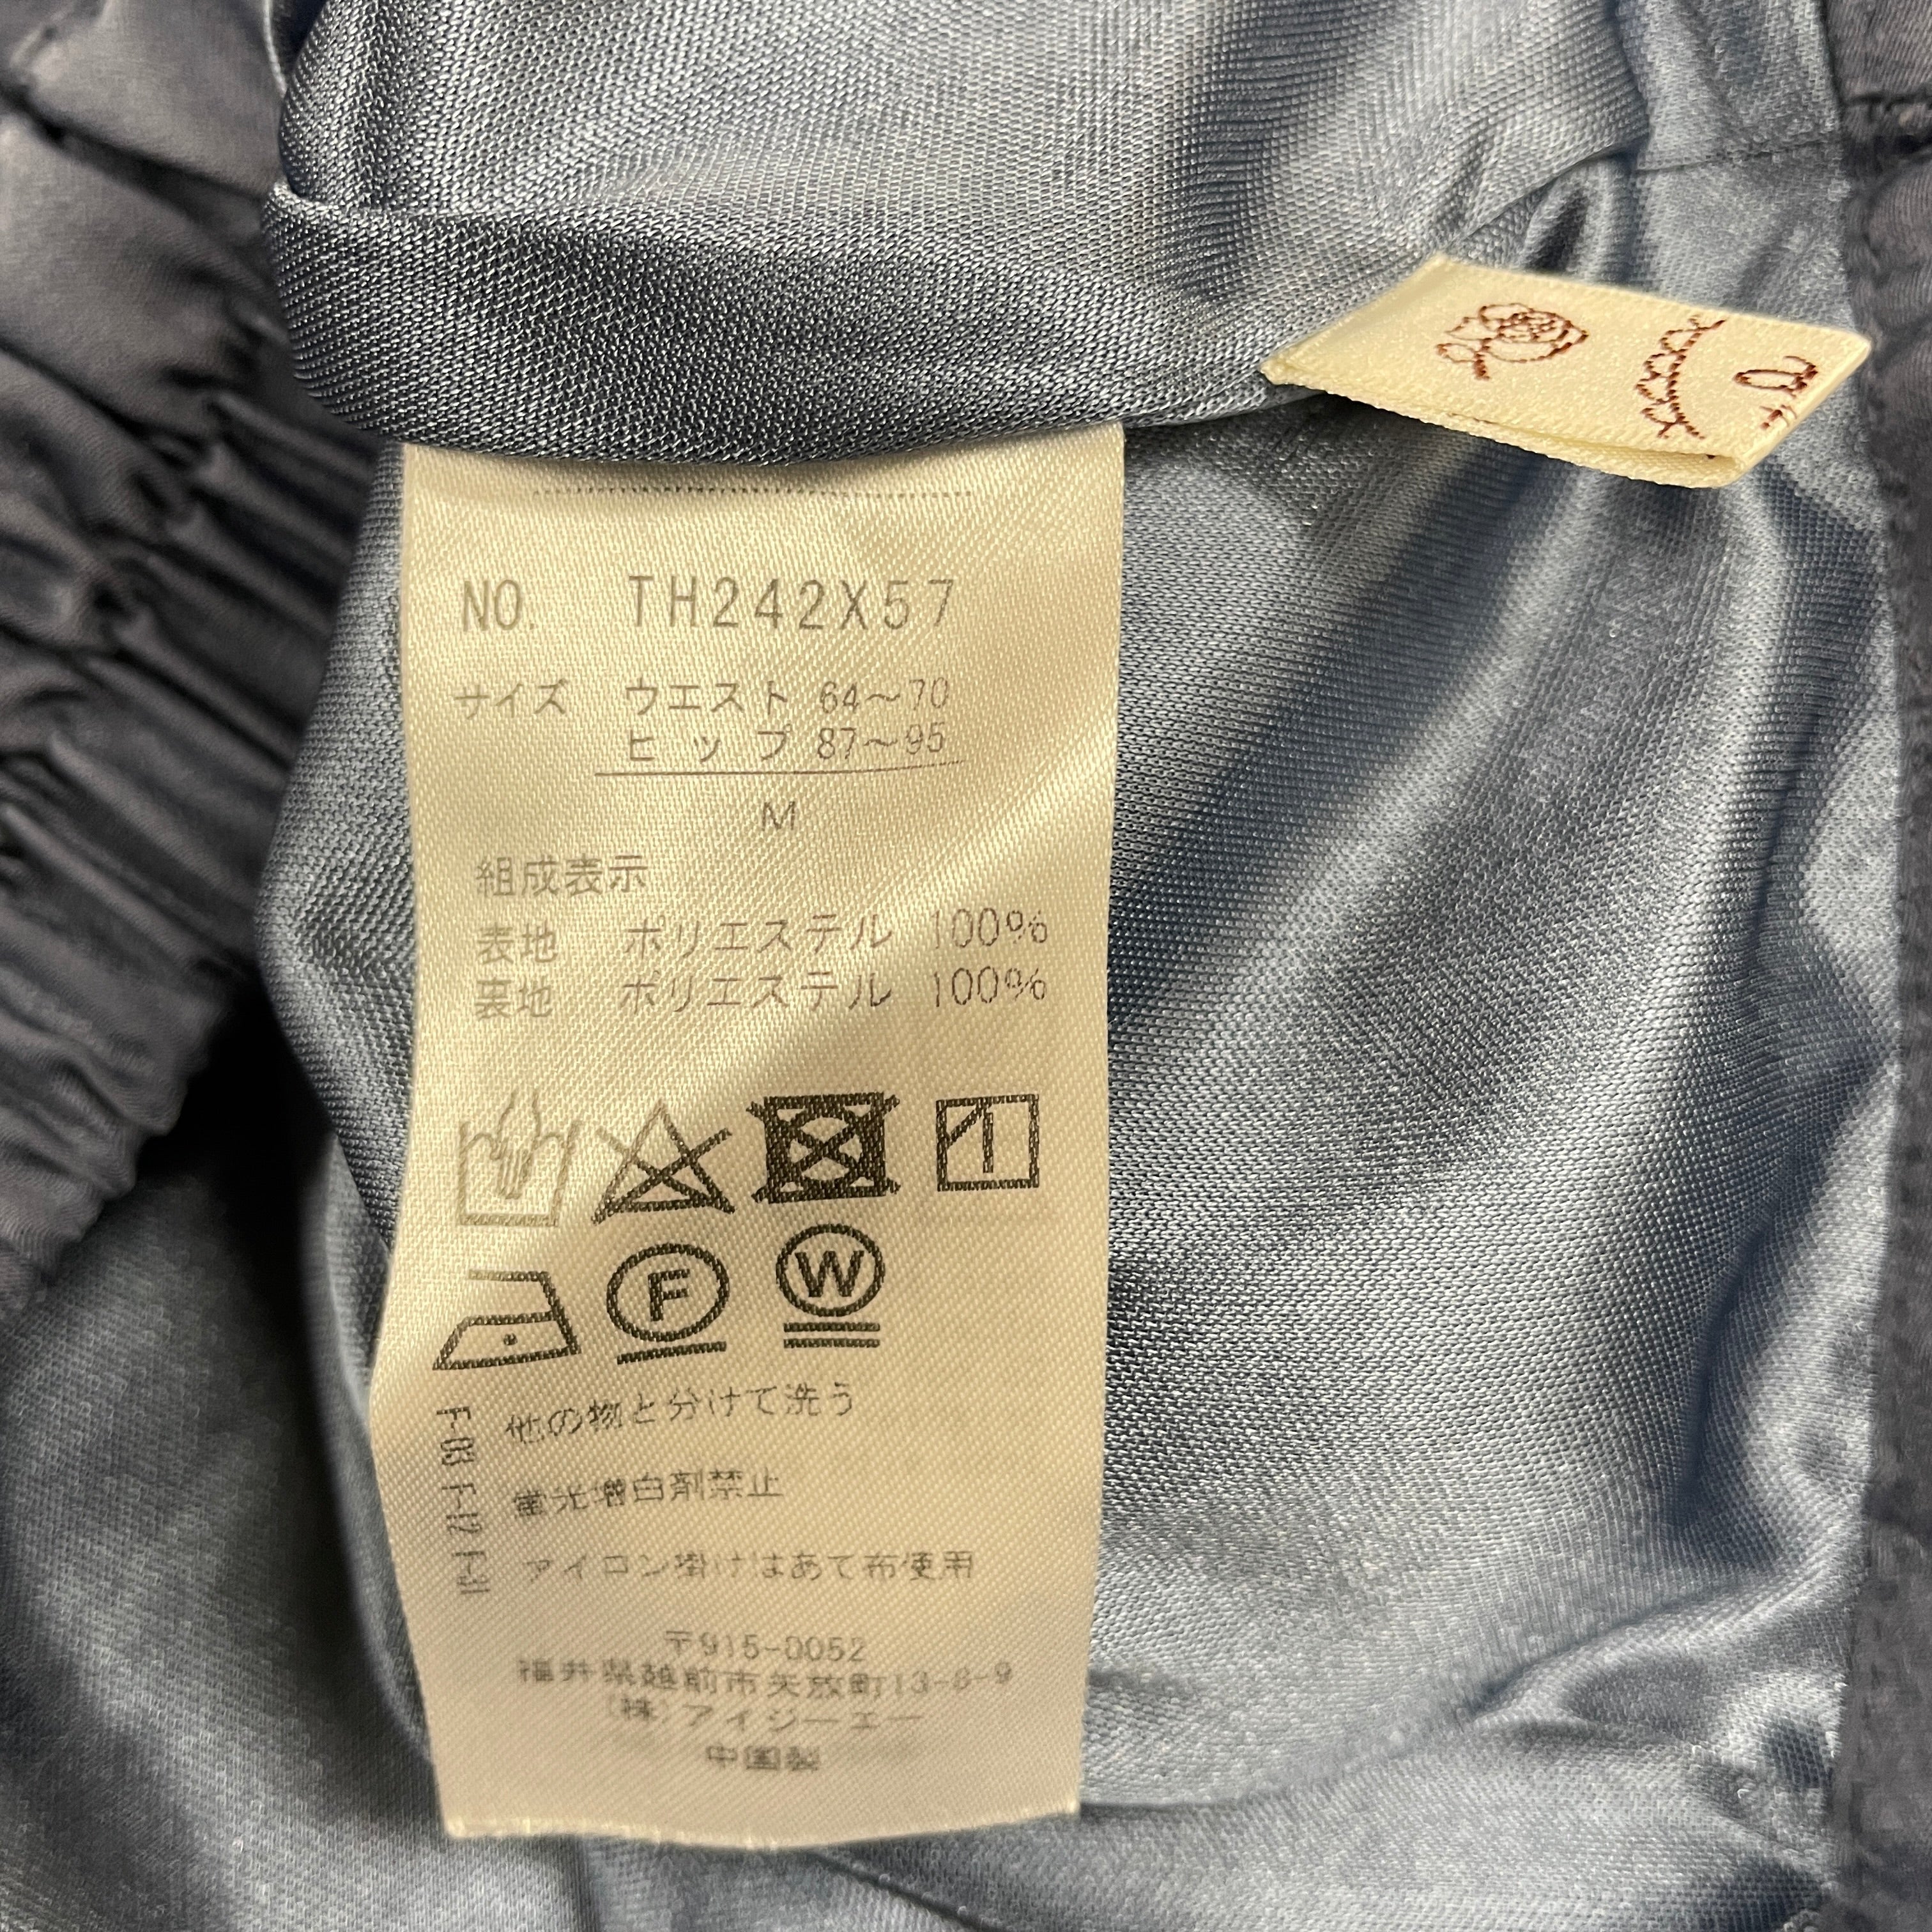 NO. TH242X57
サイズ ウエスト 64～70
ヒップ 87～95
M
組成表示
表地 ポリエステル 100%
裏地 ポリエステル 100%
F
W
F-03 他の物と分けて洗う
F-12 蛍光増白剤禁止
F-31 アイロン掛けはあて布使用
〒915-0052
福井県越前市矢放町13-8-9
(株)アイジーエー
中国製